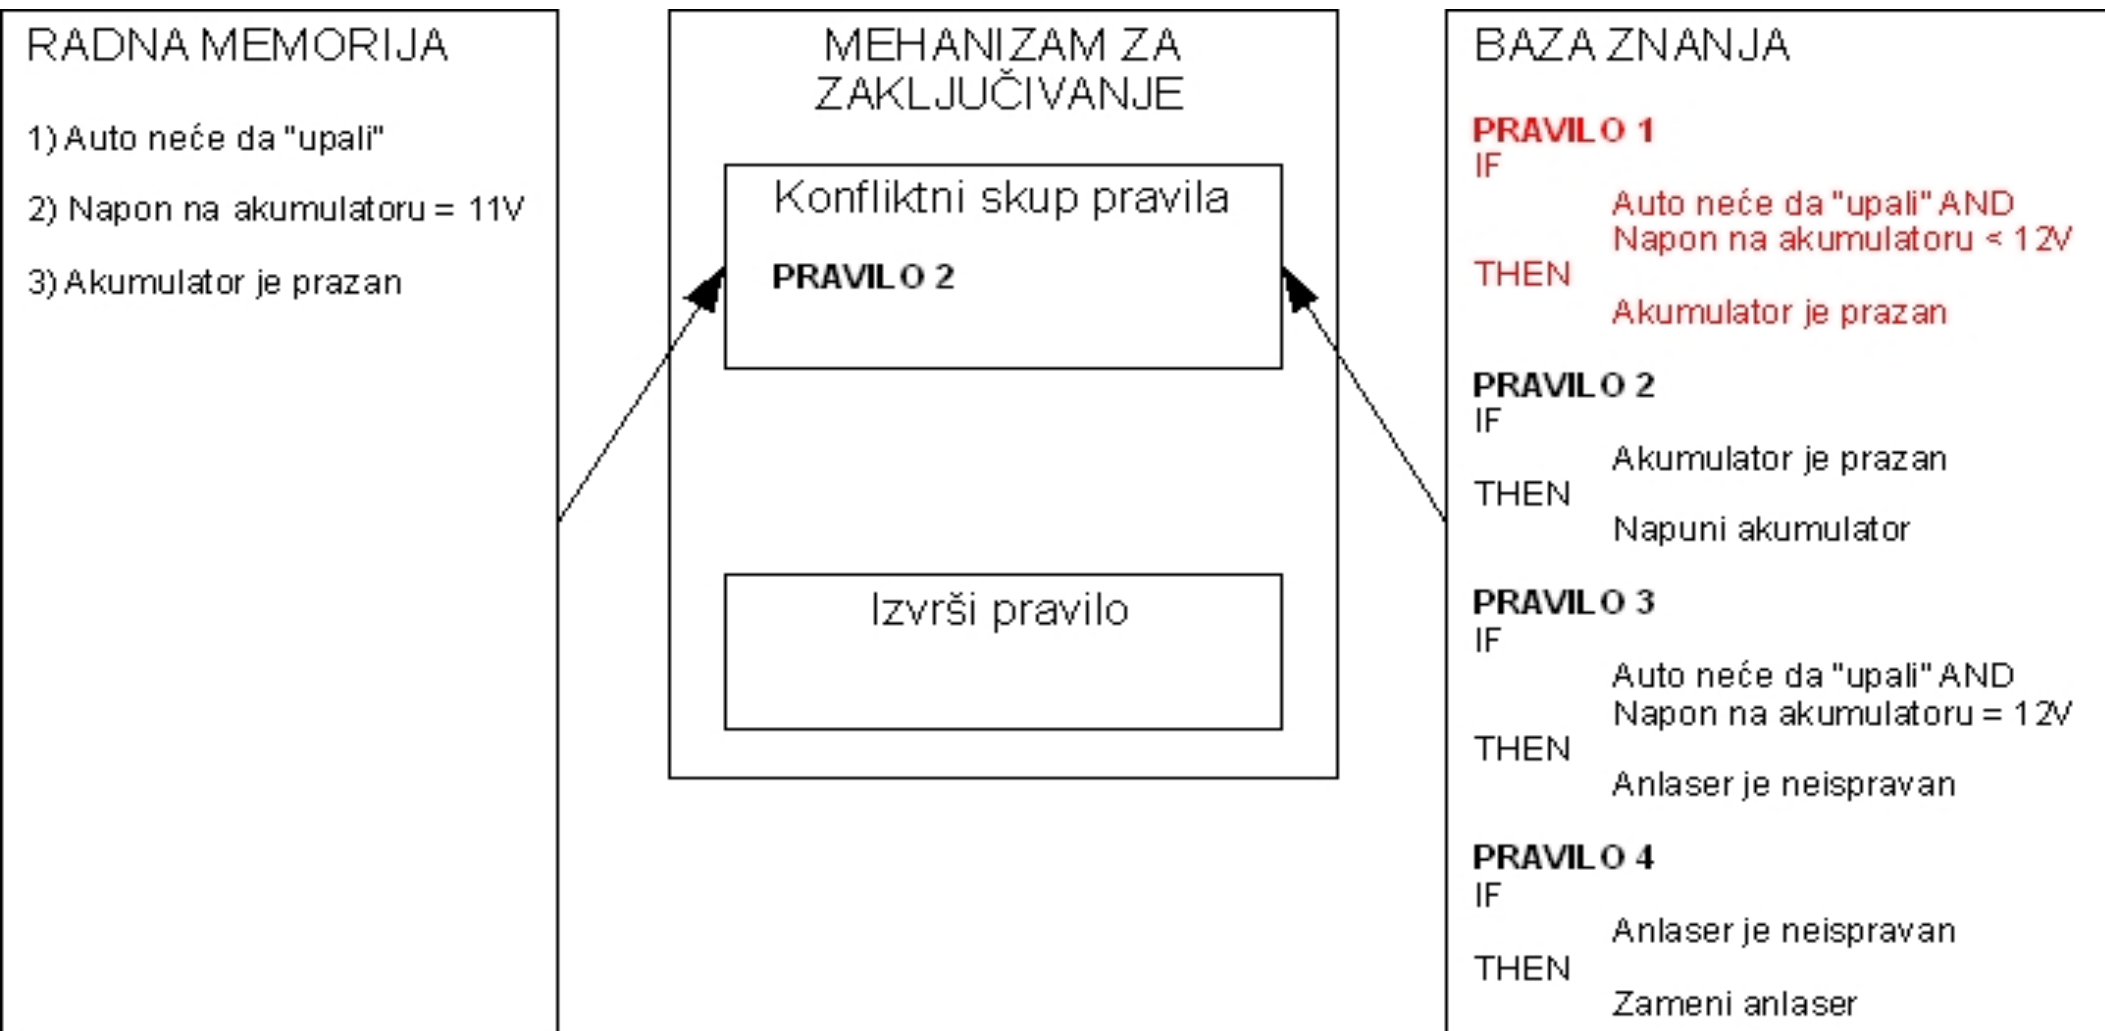 RADNA MEMORIJA
1) Auto neće da "upali"
2) Napon na akumulatoru = 11V
3) Akumulator je prazan
MEHANIZAM ZA
ZAKLJUČIVANJE
Konfliktni skup pravila
PRAVILO 2
Izvrši pravilo
BAZA ZNANJA
PRAVILO 1
IF
Auto neće da "upali" AND
Napon na akumulatoru < 12V
THEN
Akumulator je prazan
PRAVILO 2
IF
Akumulator je prazan
THEN
Napuni akumulator
PRAVILO 3
IF
Auto neće da "upali" AND
Napon na akumulatoru = 12V
THEN
Anlaser je neispravan
PRAVILO 4
IF
Anlaser je neispravan
THEN
Zameni anlaser